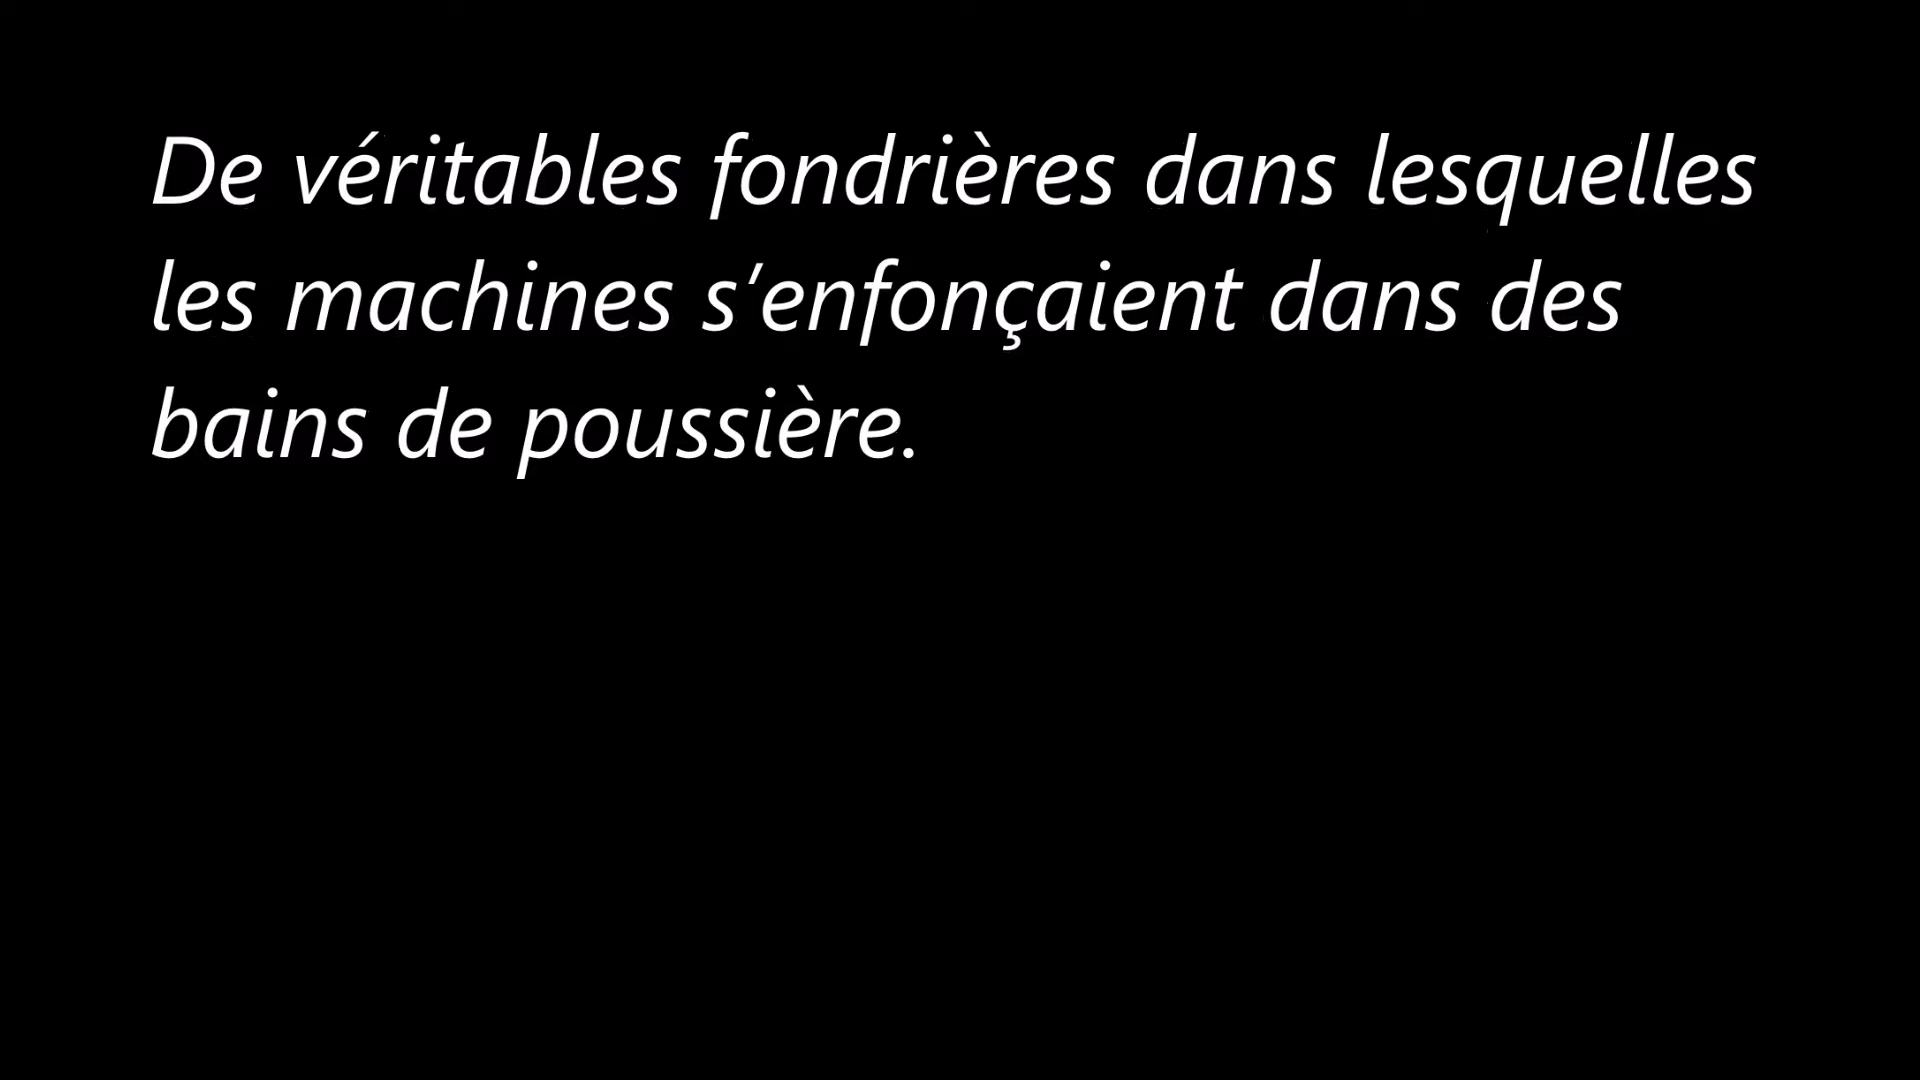 De véritables fondrières dans lesquelles
les machines s’enfonçaient dans des
bains de poussière.